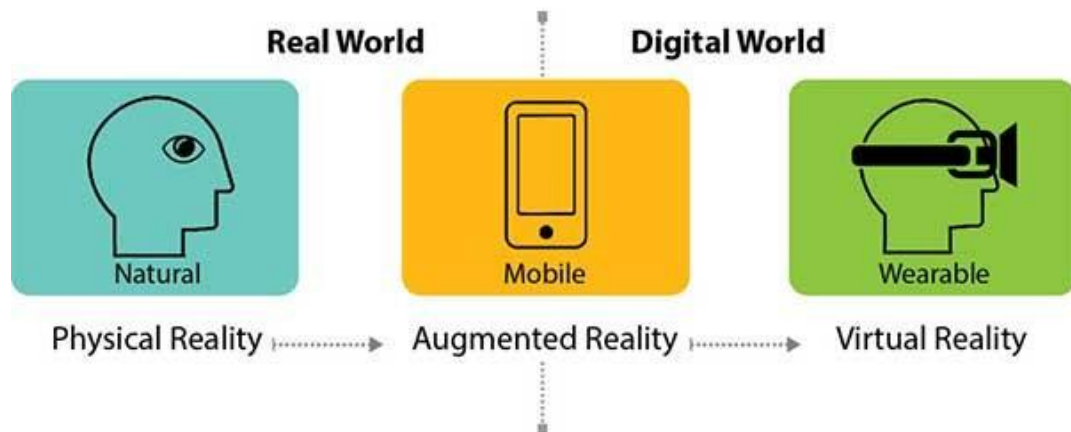 Real World
Digital World
Natural
Mobile
Wearable
Physical Reality
Augmented Reality
Virtual Reality